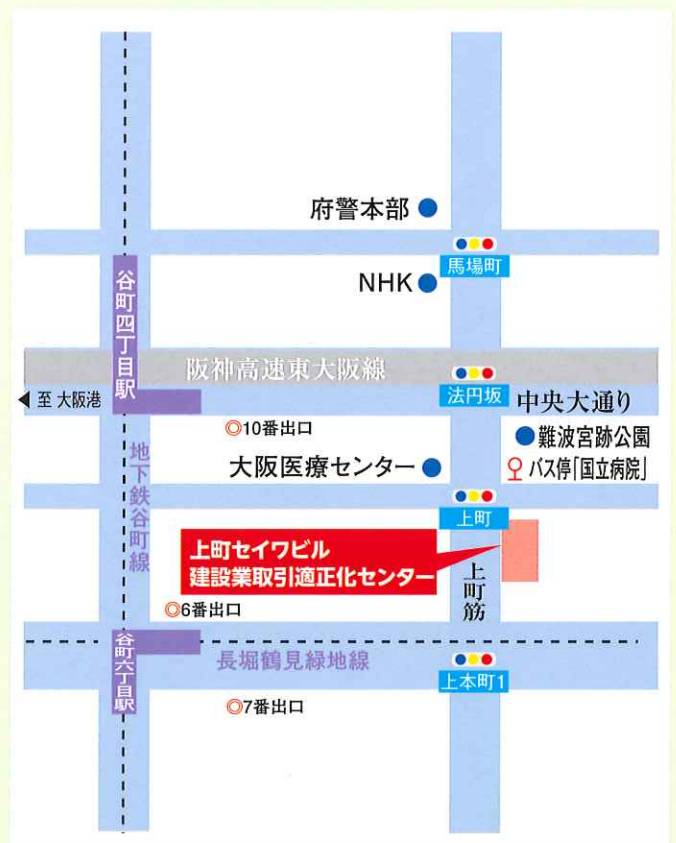 府警本部
馬場町
NHK
谷町四丁目駅
阪神高速東大阪線
法円坂
至 大阪港
中央大通り
◎10番出口
難波宮跡公園
大阪医療センター
バス停「国立病院」
地下鉄谷町線
上町
上町セイワビル
建設業取引適正化センター
上町筋
◎6番出口
谷町六丁目駅
長堀鶴見緑地線
上本町1
◎7番出口